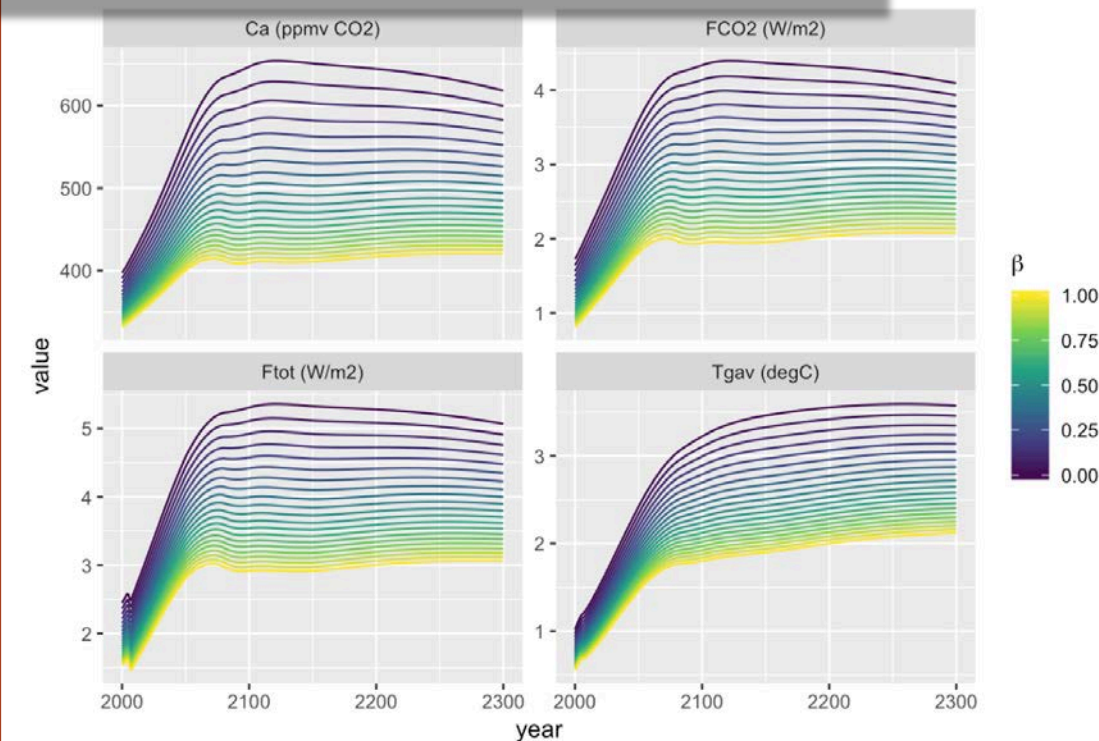 Ca (ppmv CO2)
FCO2 (W/m2)
600
500
400
4
3
2
1
value
Ftot (W/m2)
Tgav (degC)
5
4
3
2
3
2
1
2000 2100 2200 2300
2000 2100 2200 2300
year
β
1.00
0.75
0.50
0.25
0.00